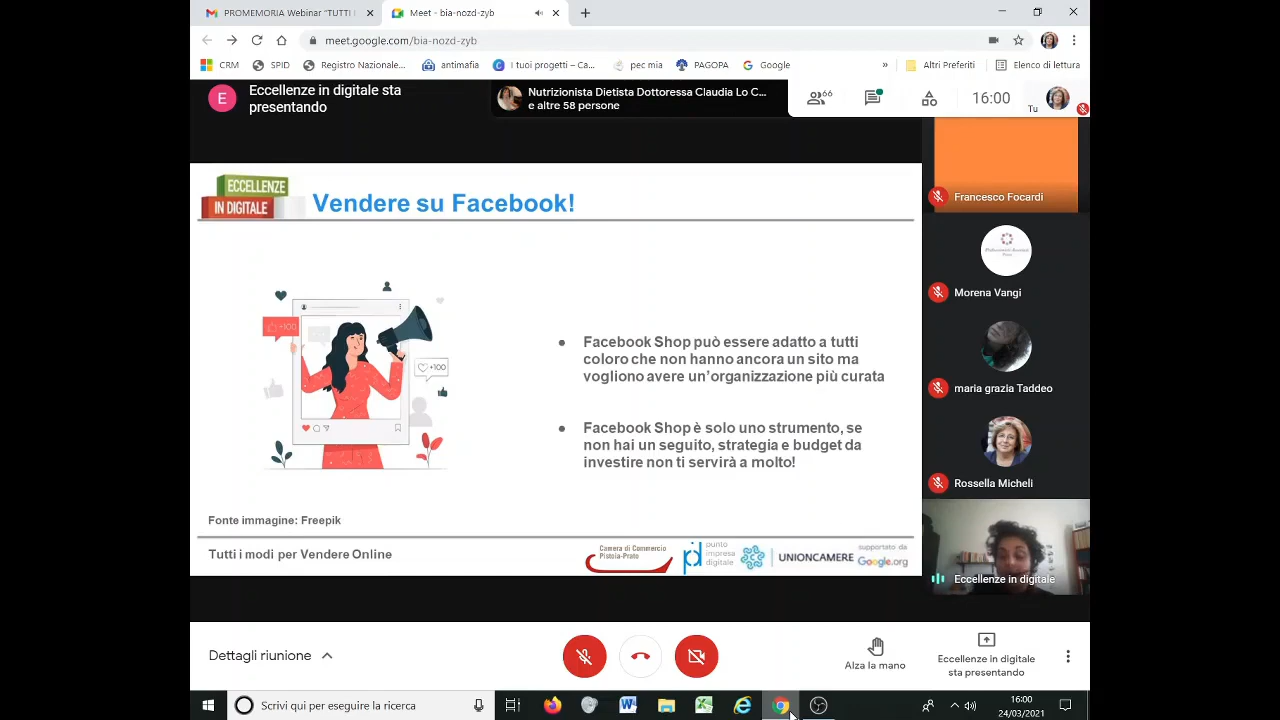 PROMEMORIA Webinar "TUTTI I
Meet - bia-nozd-zyb
meet.google.com/bia-nozd-zyb
CRM
SPID
Registro Nazionale...
antimafia
I tuoi progetti – Ca...
pec mia
PAGOPA
Google
»
Altri Preferiti
Elenco di lettura
E
Eccellenze in digitale sta
presentando
Nutrizionista Dietista Dottoressa Claudia Lo C...
e altre 58 persone
66
16:00
Tu
ECCELLENZE
IN DIGITALE
Vendere su Facebook!
+100
+100
Facebook Shop può essere adatto a tutti
coloro che non hanno ancora un sito ma
vogliono avere un'organizzazione più curata
Facebook Shop è solo uno strumento, se
non hai un seguito, strategia e budget da
investire non ti servirà a molto!
Fonte immagine: Freepik
Tutti i modi per Vendere Online
Camera di Commercio
Pistoia-Prato
pid
punto
impresa
digitale
UNIONCAMERE
supportato da
Google.org
Francesco Focardi
Morena Vangi
maria grazia Taddeo
Rossella Micheli
Eccellenze in digitale
Dettagli riunione
Alza la mano
Eccellenze in digitale
sta presentando
Scrivi qui per eseguire la ricerca
16:00
24/03/2021